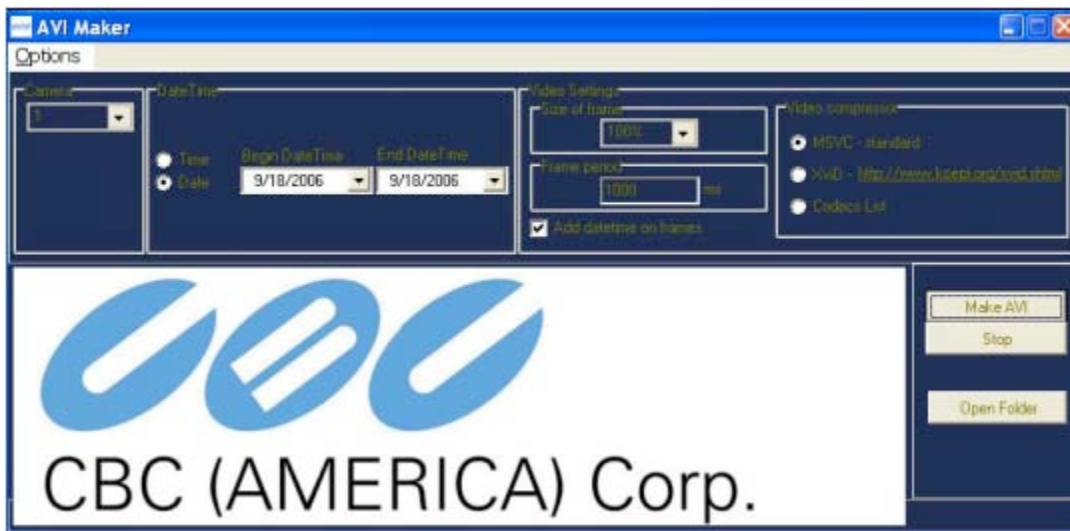 AVI Maker
Options
Camera
1
DateTime
Time
Date
Begin DateTime
9/18/2006
End DateTime
9/18/2006
Video Settings
Size of frame
100%
Frame period
1000 ms
Add datetime on frames
Video compressor
MSVC - standard
XviD - http://www.koepi.org/xvid.shtml
Codecs List
Make AVI
Stop
Open Folder
CBC (AMERICA) Corp.